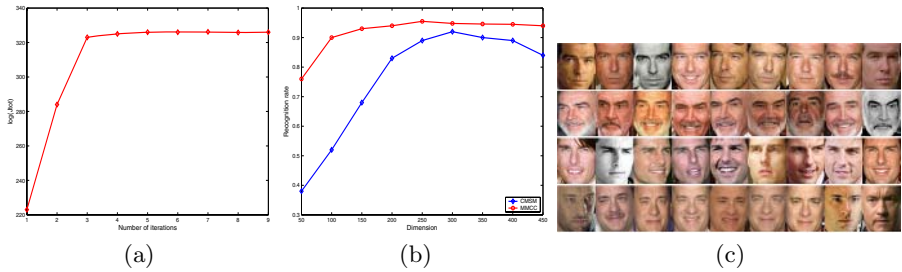 340
320
300
280
260
240
220
log(Jtot)
1 2 3 4 5 6 7 8 9
Number of iterations
(a)
1
0.9
0.8
0.7
0.6
0.5
0.4
0.3
Recognition rate
50 100 150 200 250 300 350 400 450
Dimension
CMSM
MMCC
(b)
(c)